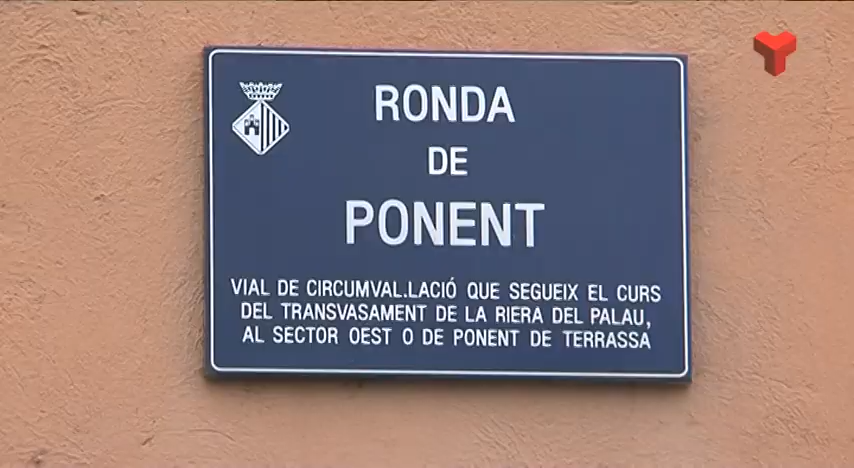 RONDA
DE
PONENT
VIAL DE CIRCUMVAL.LACIÓ QUE SEGUEIX EL CURS
DEL TRANSVASAMENT DE LA RIERA DEL PALAU,
AL SECTOR OEST O DE PONENT DE TERRASSA